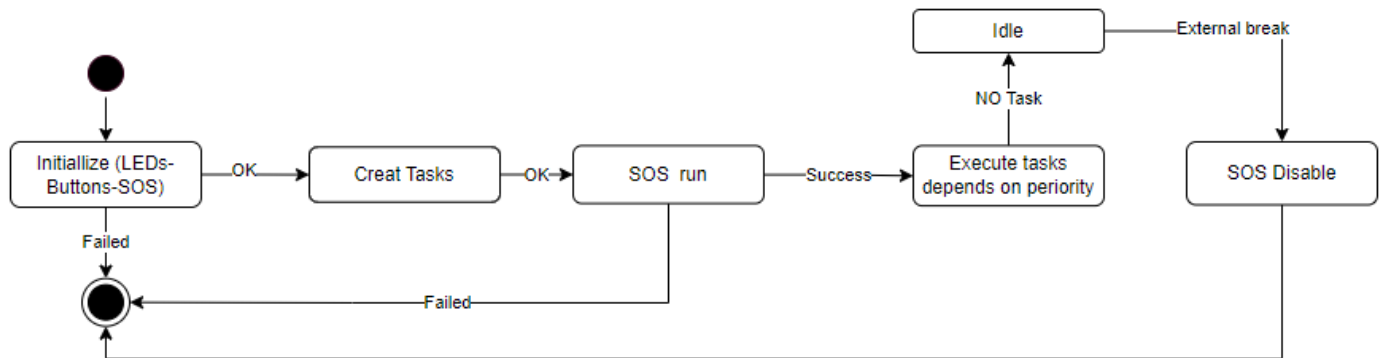 Idle
External break
NO Task
Initiallize (LEDs-
Buttons-SOS)
OK
Creat Tasks
OK
SOS run
Success
Execute tasks
depends on periority
SOS Disable
Failed
Failed